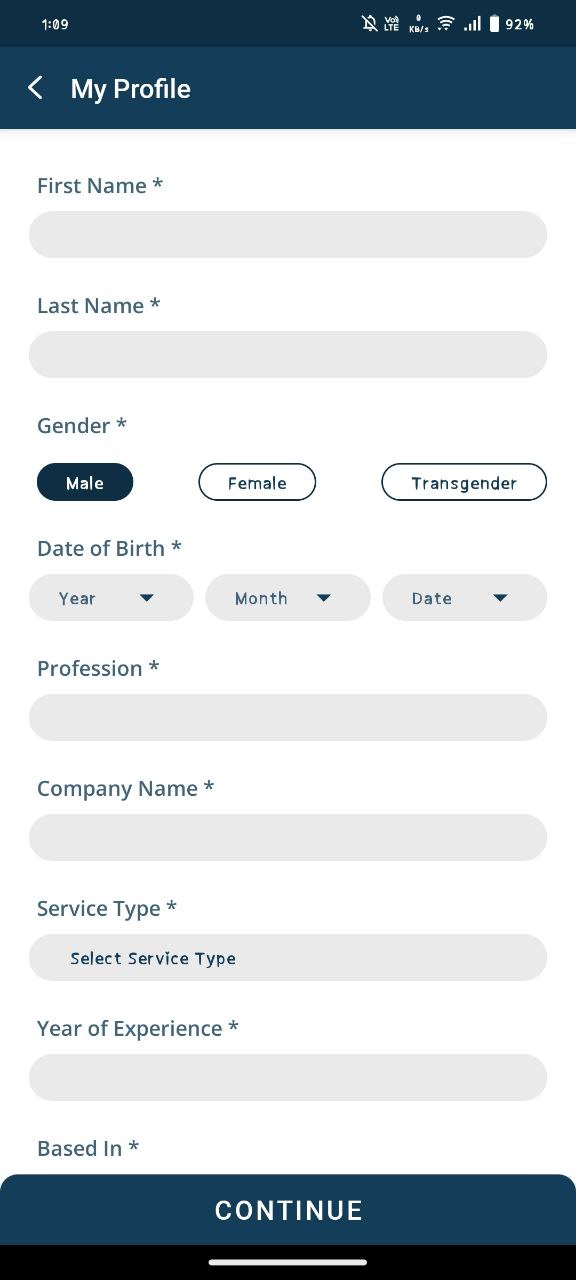 1:09 Vo) LTE 0 KB/s 92%
My Profile
First Name *
Last Name *
Gender *
Male Female Transgender
Date of Birth *
Year Month Date
Profession *
Company Name *
Service Type *
Select Service Type
Year of Experience *
Based In *
CONTINUE